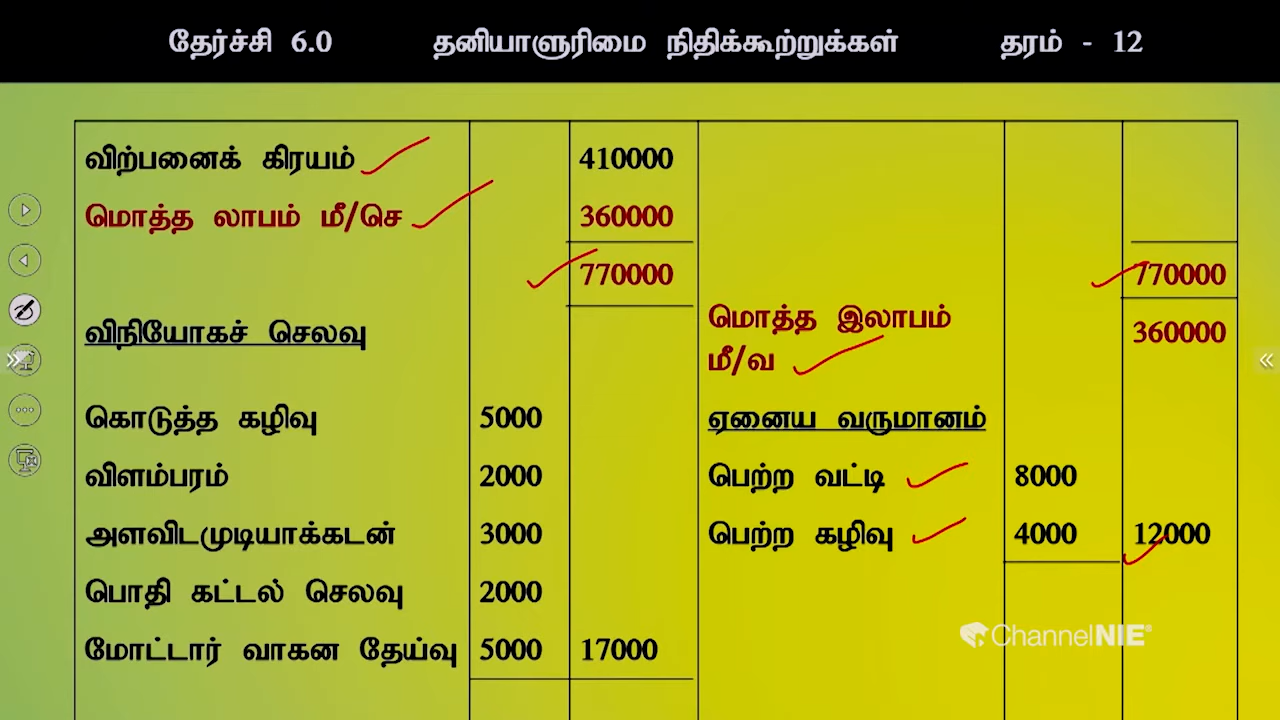 தேர்ச்சி 6.0 தனியாளுரிமை நிதிக்கூற்றுக்கள் தரம் - 12
விற்பனைக் கிரயம் 410000
மொத்த லாபம் மீ/செ 360000
770000 770000
விநியோகச் செலவு மொத்த இலாபம் மீ/வ 360000
கொடுத்த கழிவு 5000 ஏனைய வருமானம்
விளம்பரம் 2000 பெற்ற வட்டி 8000
அளவிடமுடியாக்கடன் 3000 பெற்ற கழிவு 4000 12000
பொதி கட்டல் செலவு 2000
மோட்டார் வாகன தேய்வு 5000 17000
ChannelNIE